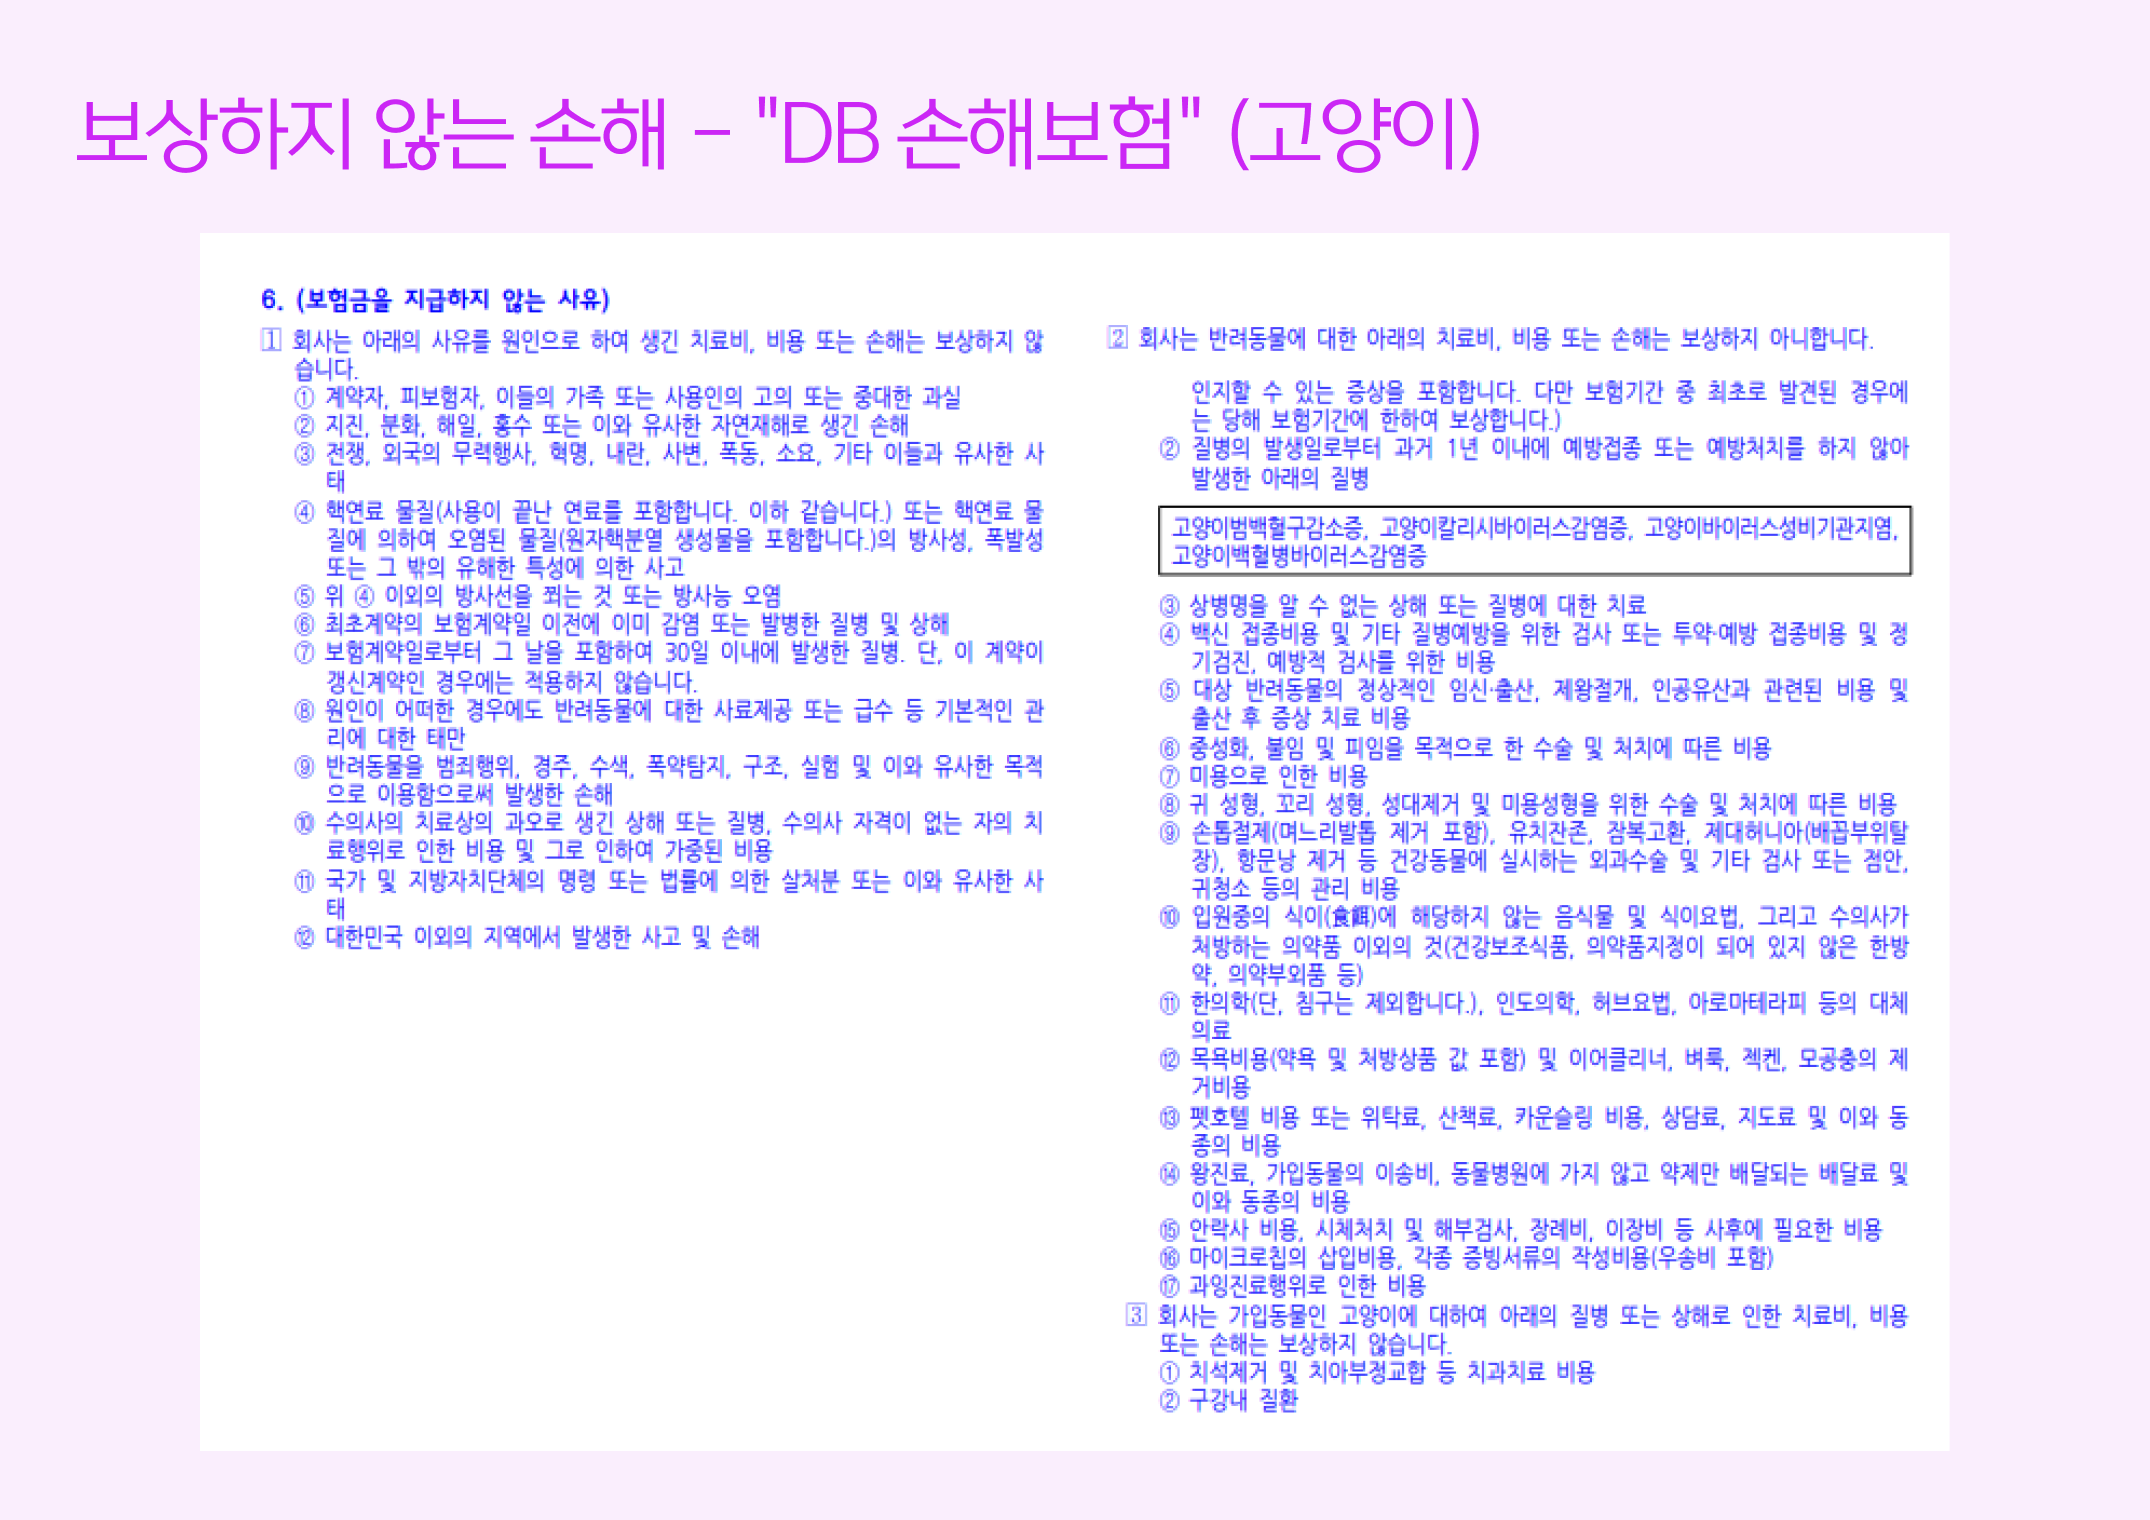 보상하지 않는 손해 - "DB 손해보험" (고양이)
6. (보험금을 지급하지 않는 사유)
1 회사는 아래의 사유를 원인으로 하여 생긴 치료비, 비용 또는 손해는 보상하지 않
습니다.
① 계약자, 피보험자, 이들의 가족 또는 사용인의 고의 또는 중대한 과실
② 지진, 분화, 해일, 홍수 또는 이와 유사한 자연재해로 생긴 손해
③ 전쟁, 외국의 무력행사, 혁명, 내란, 사변, 폭동, 소요, 기타 이들과 유사한 사
태
④ 핵연료 물질(사용이 끝난 연료를 포함합니다. 이하 같습니다.) 또는 핵연료 물
질에 의하여 오염된 물질(원자핵분열 생성물을 포함합니다.)의 방사성, 폭발성
또는 그 밖의 유해한 특성에 의한 사고
⑤ 위 ④ 이외의 방사선을 쬐는 것 또는 방사능 오염
⑥ 최초계약의 보험계약일 이전에 이미 감염 또는 발병한 질병 및 상해
⑦ 보험계약일로부터 그 날을 포함하여 30일 이내에 발생한 질병. 단, 이 계약이
갱신계약인 경우에는 적용하지 않습니다.
⑧ 원인이 어떠한 경우에도 반려동물에 대한 사료제공 또는 급수 등 기본적인 관
리에 대한 태만
⑨ 반려동물을 범죄행위, 경주, 수색, 폭약탐지, 구조, 실험 및 이와 유사한 목적
으로 이용함으로써 발생한 손해
⑩ 수의사의 치료상의 과오로 생긴 상해 또는 질병, 수의사 자격이 없는 자의 치
료행위로 인한 비용 및 그로 인하여 가중된 비용
⑪ 국가 및 지방자치단체의 명령 또는 법률에 의한 살처분 또는 이와 유사한 사
태
⑫ 대한민국 이외의 지역에서 발생한 사고 및 손해
2 회사는 반려동물에 대한 아래의 치료비, 비용 또는 손해는 보상하지 아니합니다.
인지할 수 있는 증상을 포함합니다. 다만 보험기간 중 최초로 발견된 경우에
는 당해 보험기간에 한하여 보상합니다.)
② 질병의 발생일로부터 과거 1년 이내에 예방접종 또는 예방처치를 하지 않아
발생한 아래의 질병
고양이범백혈구감소증, 고양이칼리시바이러스감염증, 고양이바이러스성비기관지염,
고양이백혈병바이러스감염증
③ 상병명을 알 수 없는 상해 또는 질병에 대한 치료
④ 백신 접종비용 및 기타 질병예방을 위한 검사 또는 투약·예방 접종비용 및 정
기검진, 예방적 검사를 위한 비용
⑤ 대상 반려동물의 정상적인 임신·출산, 제왕절개, 인공유산과 관련된 비용 및
출산 후 증상 치료 비용
⑥ 중성화, 불임 및 피임을 목적으로 한 수술 및 처치에 따른 비용
⑦ 미용으로 인한 비용
⑧ 귀 성형, 꼬리 성형, 성대제거 및 미용성형을 위한 수술 및 처치에 따른 비용
⑨ 손톱절제(며느리발톱 제거 포함), 유치잔존, 잠복고환, 제대허니아(배꼽부위탈
장), 항문낭 제거 등 건강동물에 실시하는 외과수술 및 기타 검사 또는 점안,
귀청소 등의 관리 비용
⑩ 입원중의 식이(食餌)에 해당하지 않는 음식물 및 식이요법, 그리고 수의사가
처방하는 의약품 이외의 것(건강보조식품, 의약품지정이 되어 있지 않은 한방
약, 의약부외품 등)
⑪ 한의학(단, 침구는 제외합니다.), 인도의학, 허브요법, 아로마테라피 등의 대체
의료
⑫ 목욕비용(약욕 및 처방상품 값 포함) 및 이어클리너, 벼룩, 젝켄, 모공충의 제
거비용
⑬ 펫호텔 비용 또는 위탁료, 산책료, 카운슬링 비용, 상담료, 지도료 및 이와 동
종의 비용
⑭ 왕진료, 가입동물의 이송비, 동물병원에 가지 않고 약제만 배달되는 배달료 및
이와 동종의 비용
⑮ 안락사 비용, 시체처치 및 해부검사, 장례비, 이장비 등 사후에 필요한 비용
⑯ 마이크로칩의 삽입비용, 각종 증빙서류의 작성비용(우송비 포함)
⑰ 과잉진료행위로 인한 비용
3 회사는 가입동물인 고양이에 대하여 아래의 질병 또는 상해로 인한 치료비, 비용
또는 손해는 보상하지 않습니다.
① 치석제거 및 치아부정교합 등 치과치료 비용
② 구강내 질환